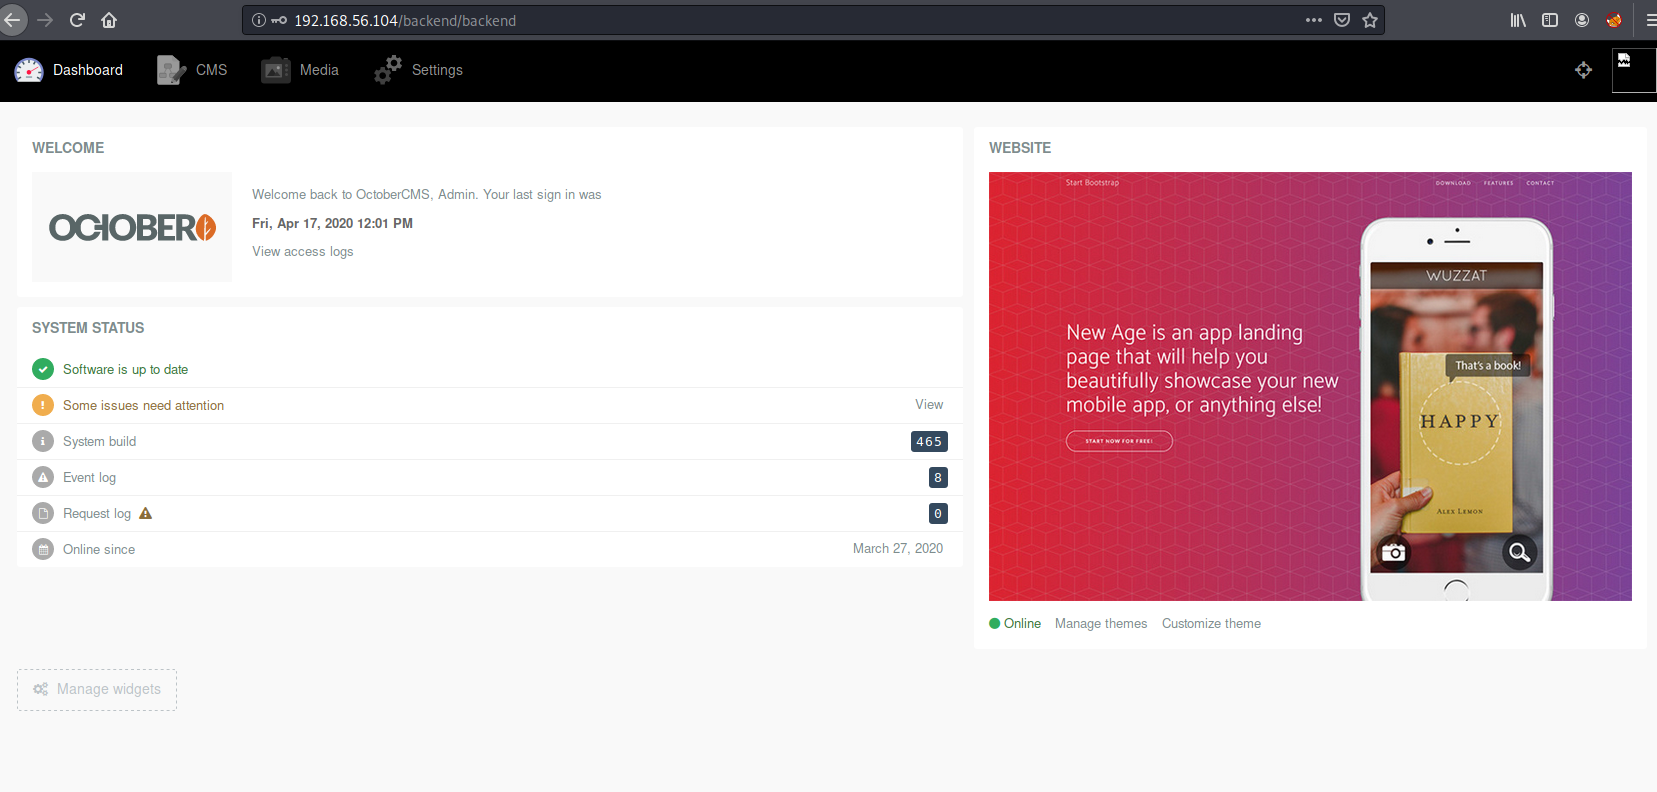 192.168.56.104/backend/backend
Dashboard
CMS
Media
Settings
WELCOME
OCTOBER
Welcome back to OctoberCMS, Admin. Your last sign in was
Fri, Apr 17, 2020 12:01 PM
View access logs
SYSTEM STATUS
Software is up to date
Some issues need attention View
System build 465
Event log 8
Request log 0
Online since March 27, 2020
Manage widgets
WEBSITE
Start Bootstrap DOWNLOAD FEATURES CONTACT
New Age is an app landing
page that will help you
beautifully showcase your new
mobile app, or anything else!
START NOW FOR FREE!
WUZZAT
That's a book!
HAPPY
ALEX LEMON
Online Manage themes Customize theme